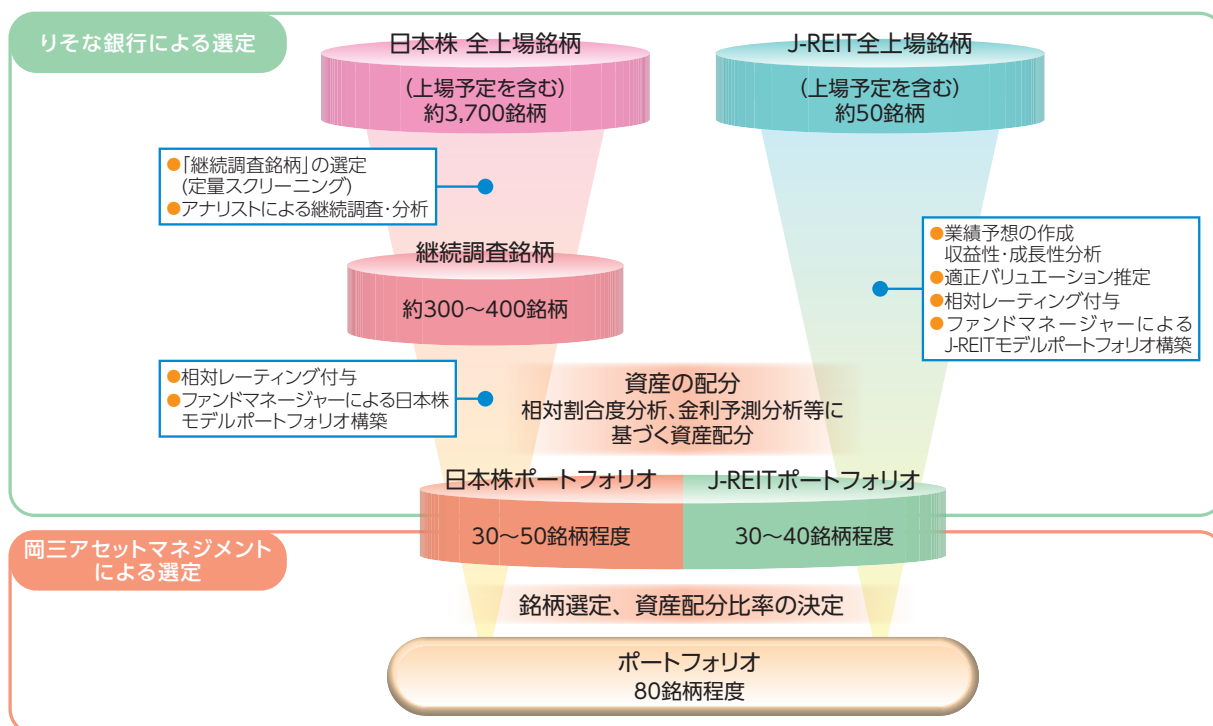 りそな銀行による選定
日本株 全上場銘柄
(上場予定を含む)
約3,700銘柄
J-REIT全上場銘柄
(上場予定を含む)
約50銘柄
●「継続調査銘柄」の選定
(定量スクリーニング)
●アナリストによる継続調査・分析
継続調査銘柄
約300～400銘柄
●業績予想の作成
収益性・成長性分析
●適正バリュエーション推定
●相対レーティング付与
●ファンドマネージャーによる
J-REITモデルポートフォリオ構築
●相対レーティング付与
●ファンドマネージャーによる日本株
モデルポートフォリオ構築
資産の配分
相対割合度分析、金利予測分析等に
基づく資産配分
日本株ポートフォリオ
30～50銘柄程度
J-REITポートフォリオ
30～40銘柄程度
岡三アセットマネジメント
による選定
銘柄選定、資産配分比率の決定
ポートフォリオ
80銘柄程度